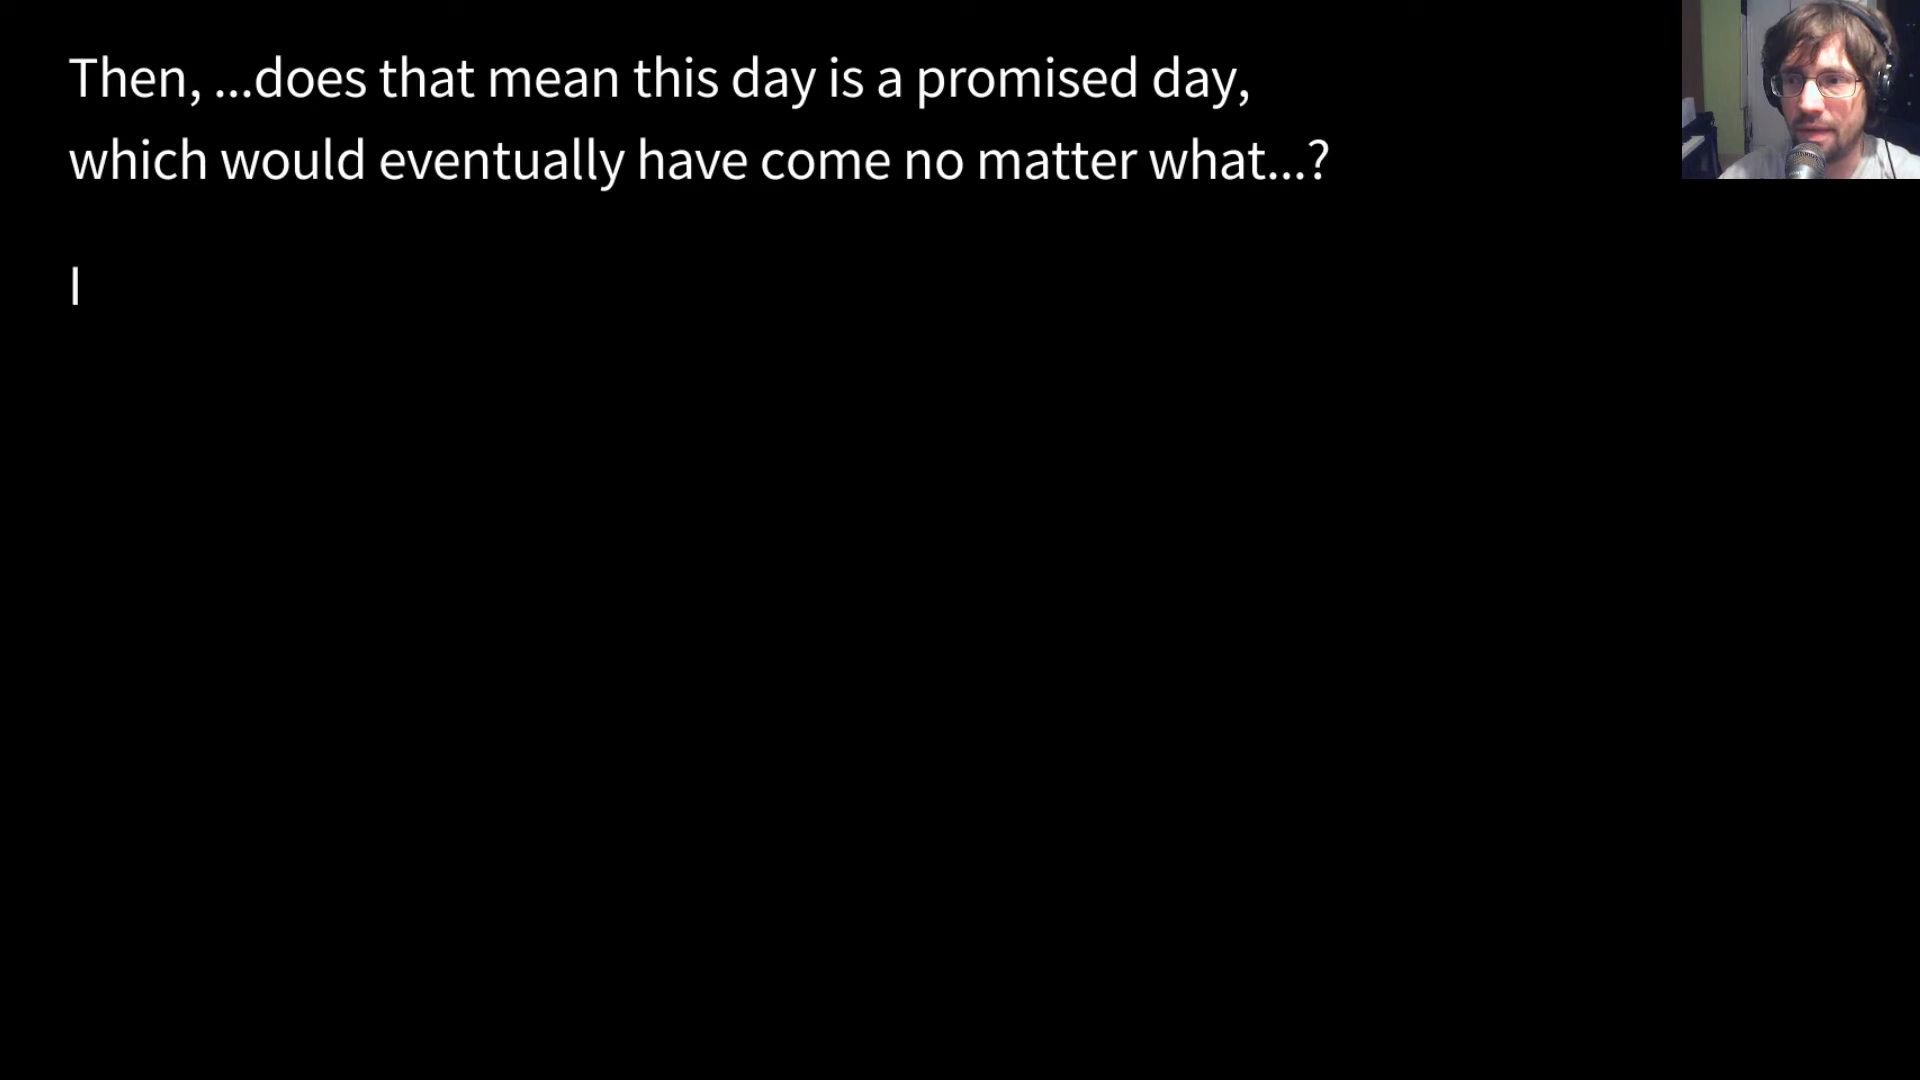 Then, ...does that mean this day is a promised day,
which would eventually have come no matter what...?
I